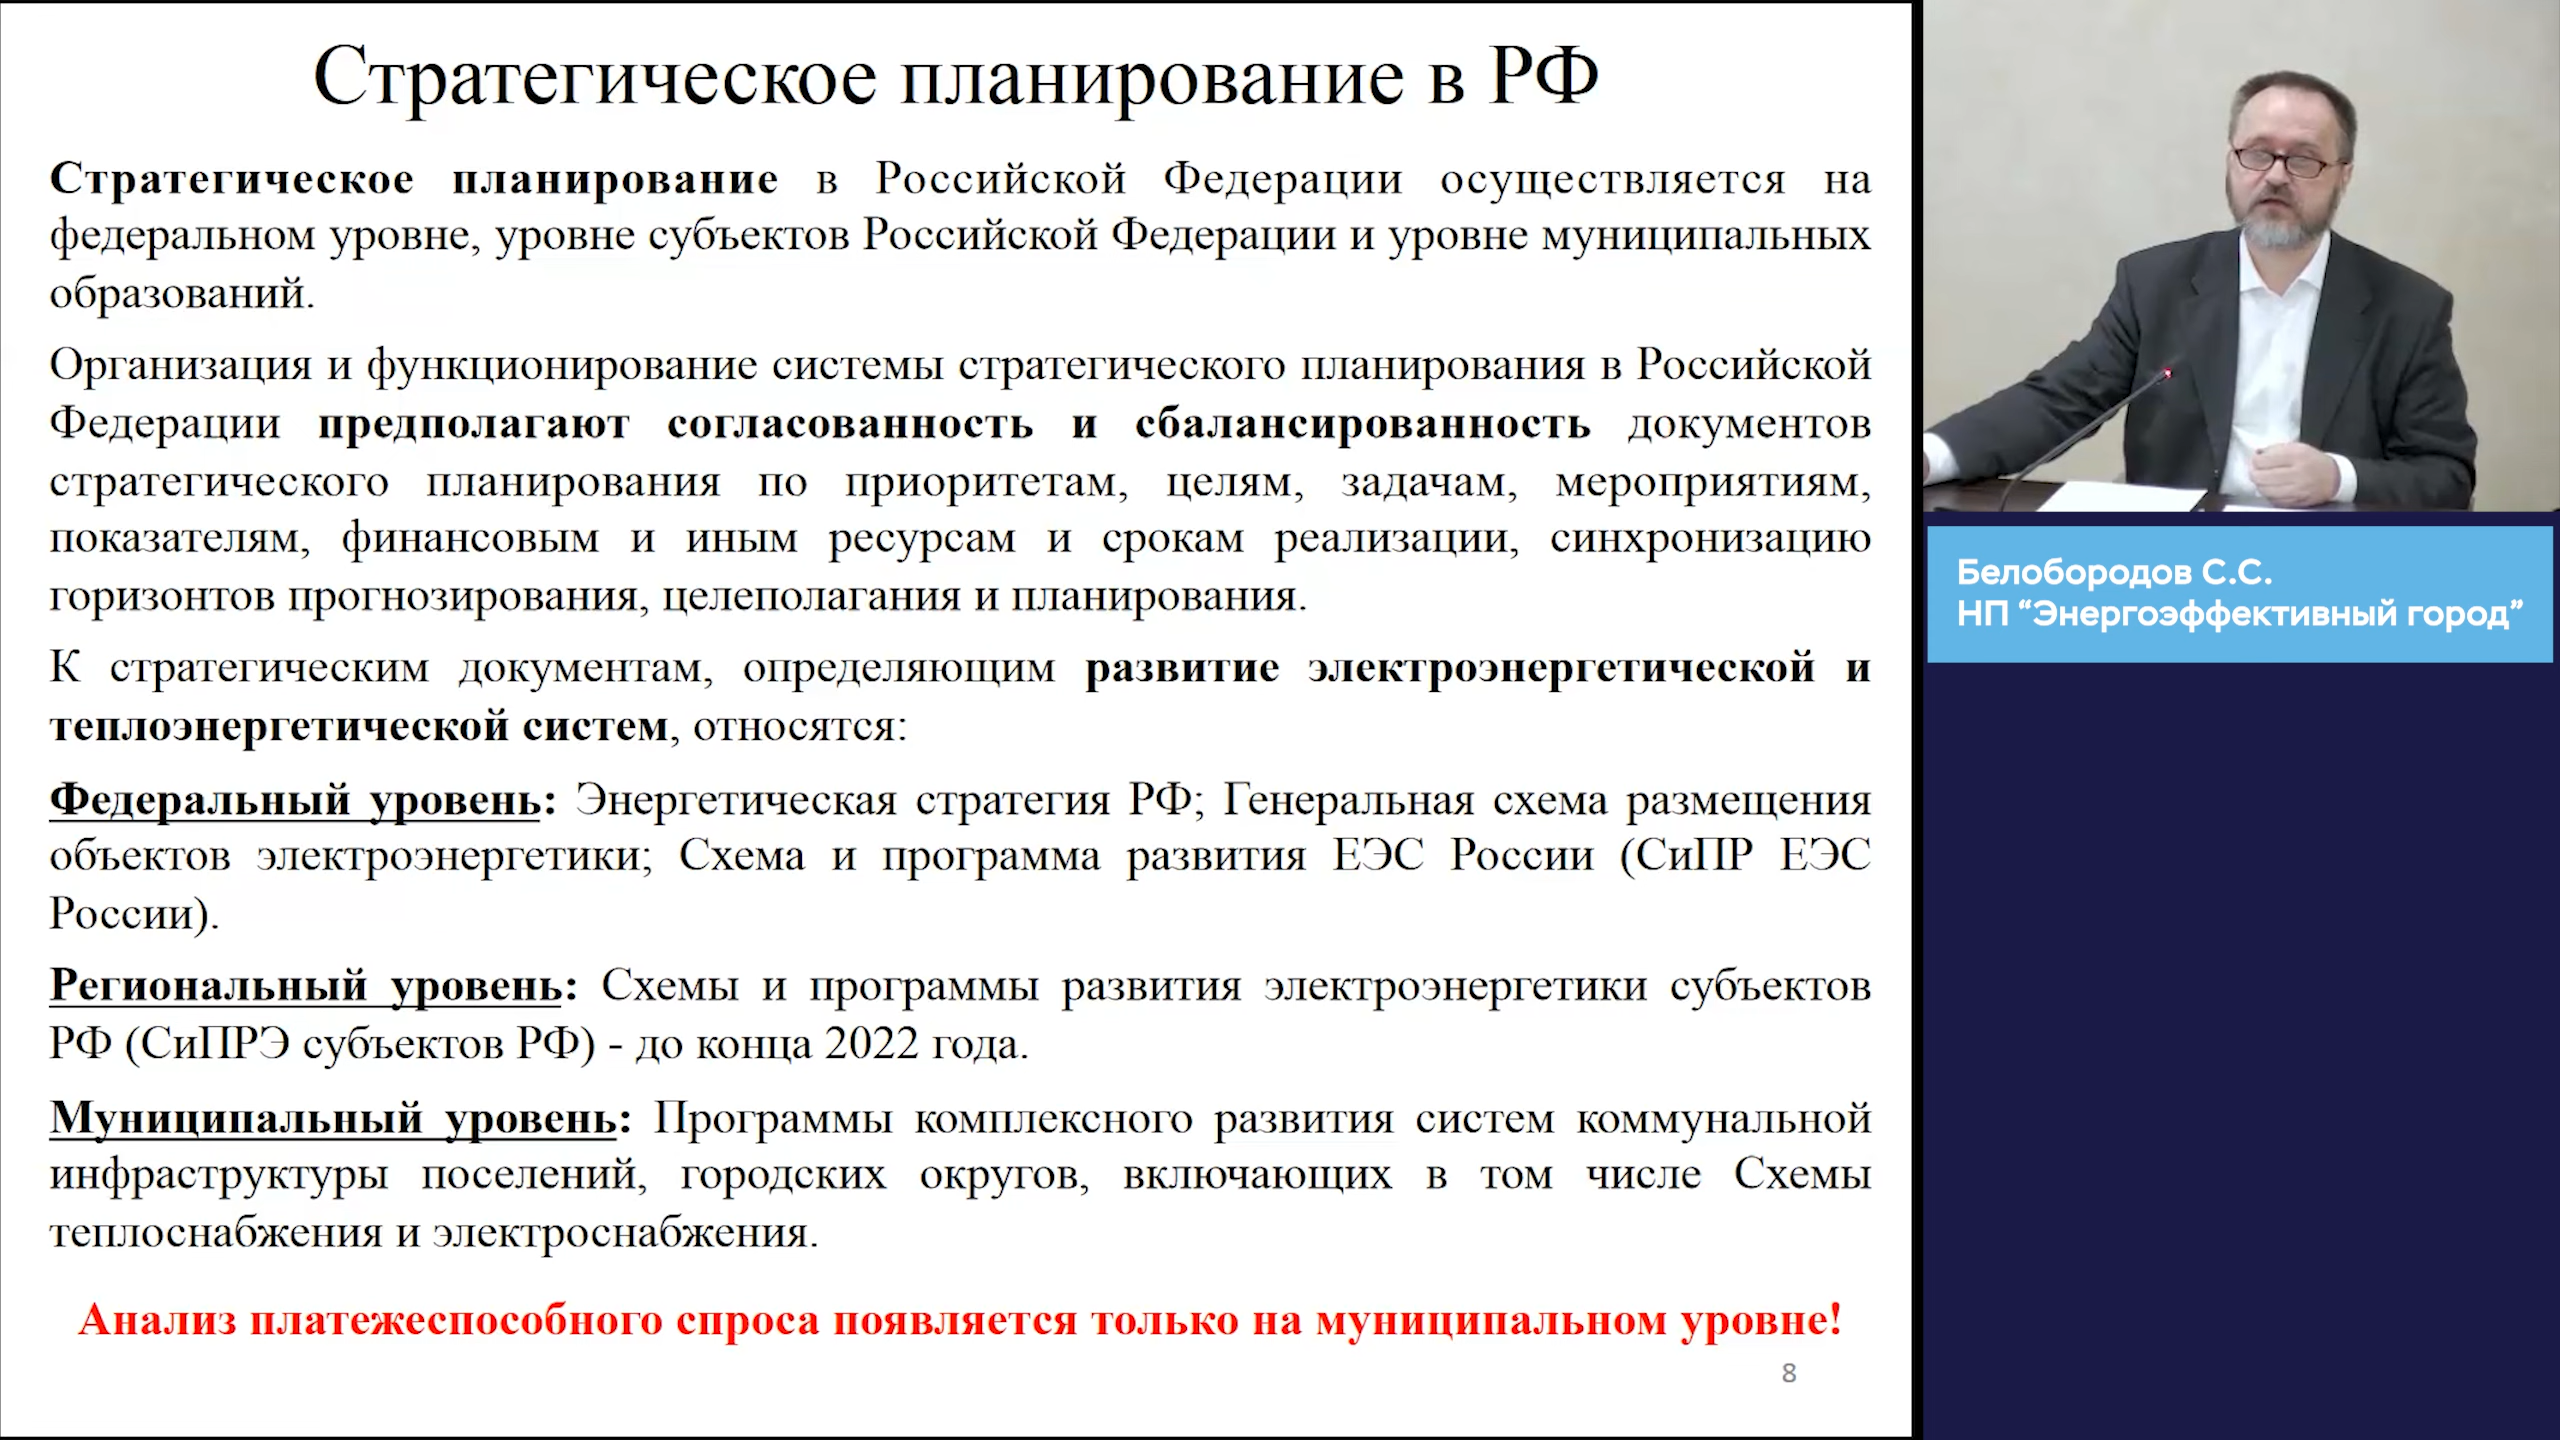 Стратегическое планирование в РФ
Стратегическое планирование в Российской Федерации осуществляется на
федеральном уровне, уровне субъектов Российской Федерации и уровне муниципальных
образований.
Организация и функционирование системы стратегического планирования в Российской
Федерации предполагают согласованность и сбалансированность документов
стратегического планирования по приоритетам, целям, задачам, мероприятиям,
показателям, финансовым и иным ресурсам и срокам реализации, синхронизацию
горизонтов прогнозирования, целеполагания и планирования.
К стратегическим документам, определяющим развитие электроэнергетической и
теплоэнергетической систем, относятся:
Федеральный уровень: Энергетическая стратегия РФ; Генеральная схема размещения
объектов электроэнергетики; Схема и программа развития ЕЭС России (СиПР ЕЭС
России).
Региональный уровень: Схемы и программы развития электроэнергетики субъектов
РФ (СиПРЭ субъектов РФ) - до конца 2022 года.
Муниципальный уровень: Программы комплексного развития систем коммунальной
инфраструктуры поселений, городских округов, включающих в том числе Схемы
теплоснабжения и электроснабжения.
Анализ платежеспособного спроса появляется только на муниципальном уровне!
8
Белобородов С.С.
НП “Энергоэффективный город”